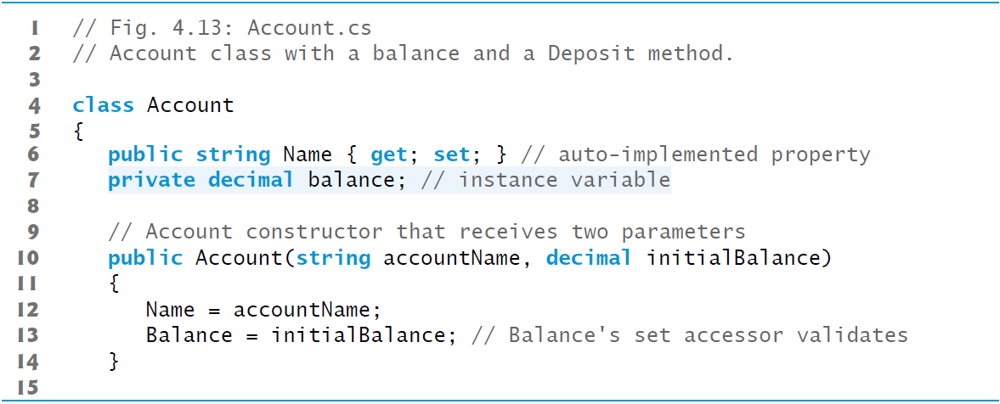 1 // Fig. 4.13: Account.cs
2 // Account class with a balance and a Deposit method.
3
4 class Account
5 {
6 public string Name { get; set; } // auto-implemented property
7 private decimal balance; // instance variable
8
9 // Account constructor that receives two parameters
10 public Account(string accountName, decimal initialBalance)
11 {
12 Name = accountName;
13 Balance = initialBalance; // Balance's set accessor validates
14 }
15